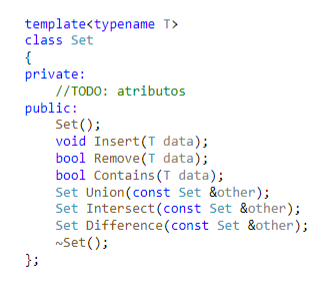 template<typename T>
class Set
{
private:
    //TODO: atributos
public:
    Set();
    void Insert(T data);
    bool Remove(T data);
    bool Contains(T data);
    Set Union(const Set &other);
    Set Intersect(const Set &other);
    Set Difference(const Set &other);
    ~Set();
};